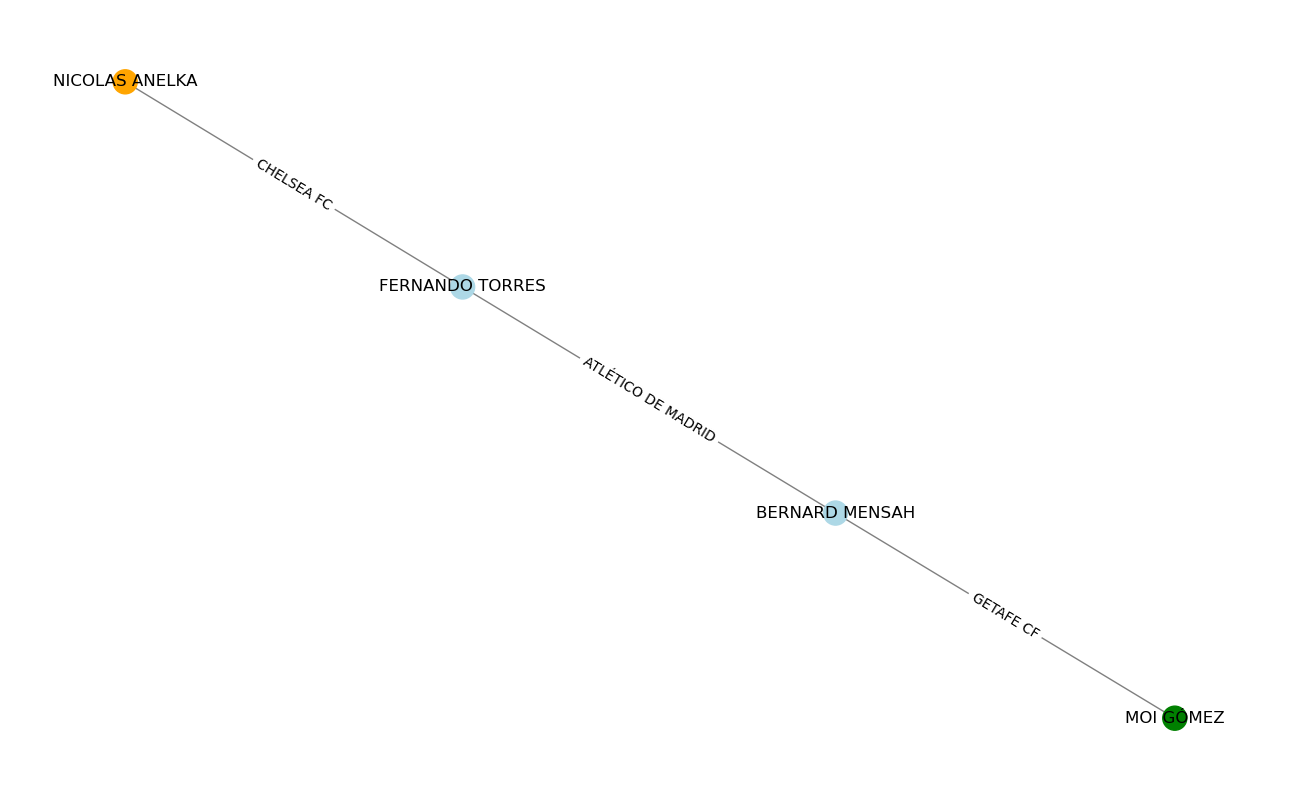 NICOLAS ANELKA
CHELSEA FC
FERNANDO TORRES
ATLÉTICO DE MADRID
BERNARD MENSAH
GETAFE CF
MOI GÓMEZ